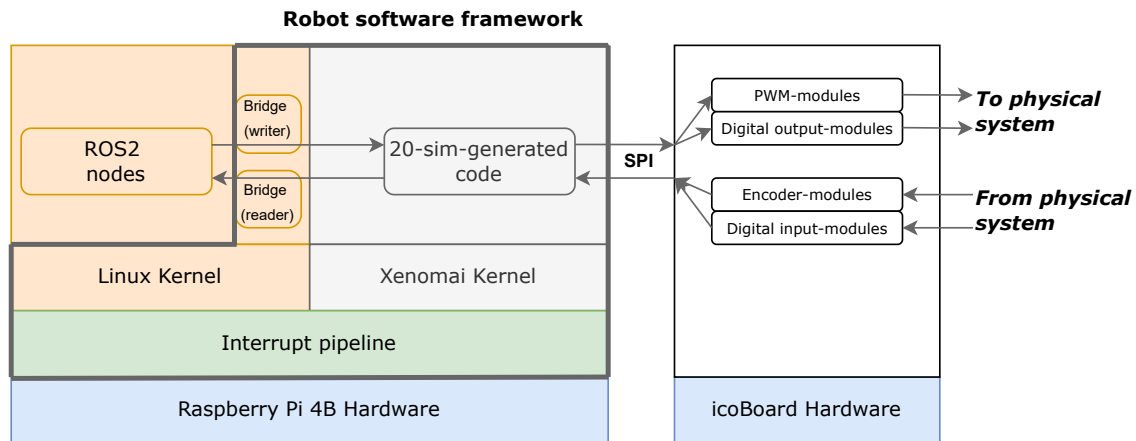 Robot software framework
Bridge
(writer)
ROS2
nodes
20-sim-generated
code
Bridge
(reader)
Linux Kernel
Xenomai Kernel
Interrupt pipeline
Raspberry Pi 4B Hardware
SPI
PWM-modules
Digital output-modules
Encoder-modules
Digital input-modules
icoBoard Hardware
To physical
system
From physical
system